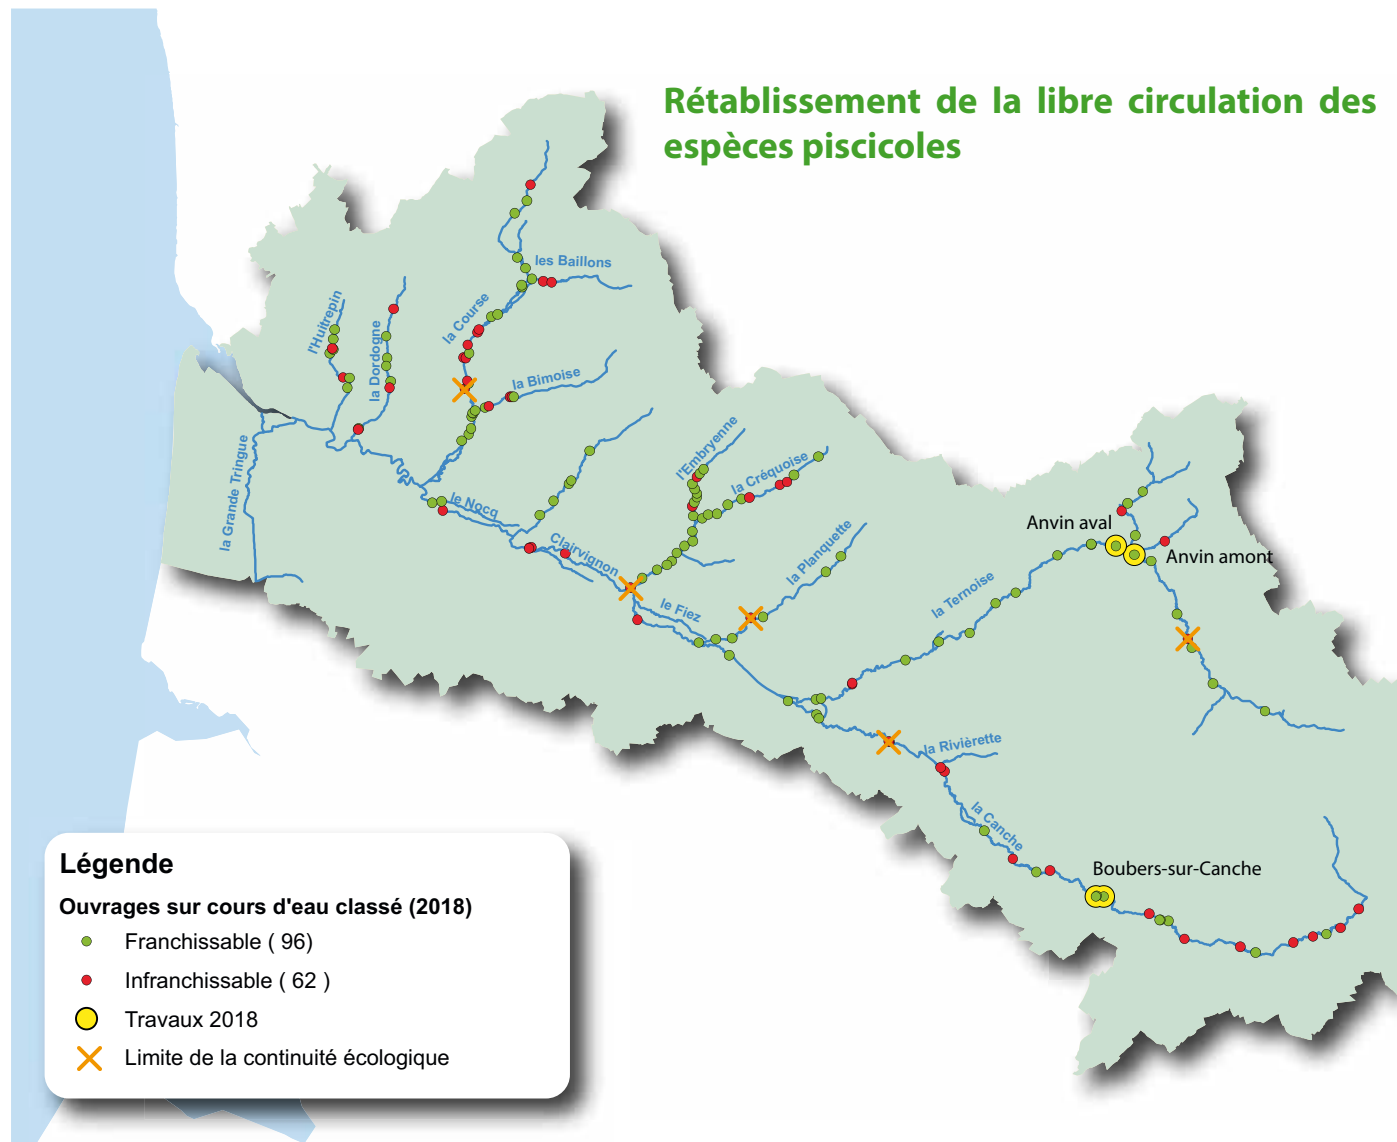 Rétablissement de la libre circulation des
espèces piscicoles
les Baillons
la Course
l'Huitrepin
la Dordogne
la Bimoise
l'Embryenne
la Créquoise
la Grande Tringue
le Nocq
Clairvignon
la Planquette
Anvin aval
Anvin amont
la Ternoise
le Fiez
la Rivièrette
la Canche
Boubers-sur-Canche
Légende
Ouvrages sur cours d'eau classé (2018)
Franchissable ( 96)
Infranchissable ( 62 )
Travaux 2018
Limite de la continuité écologique